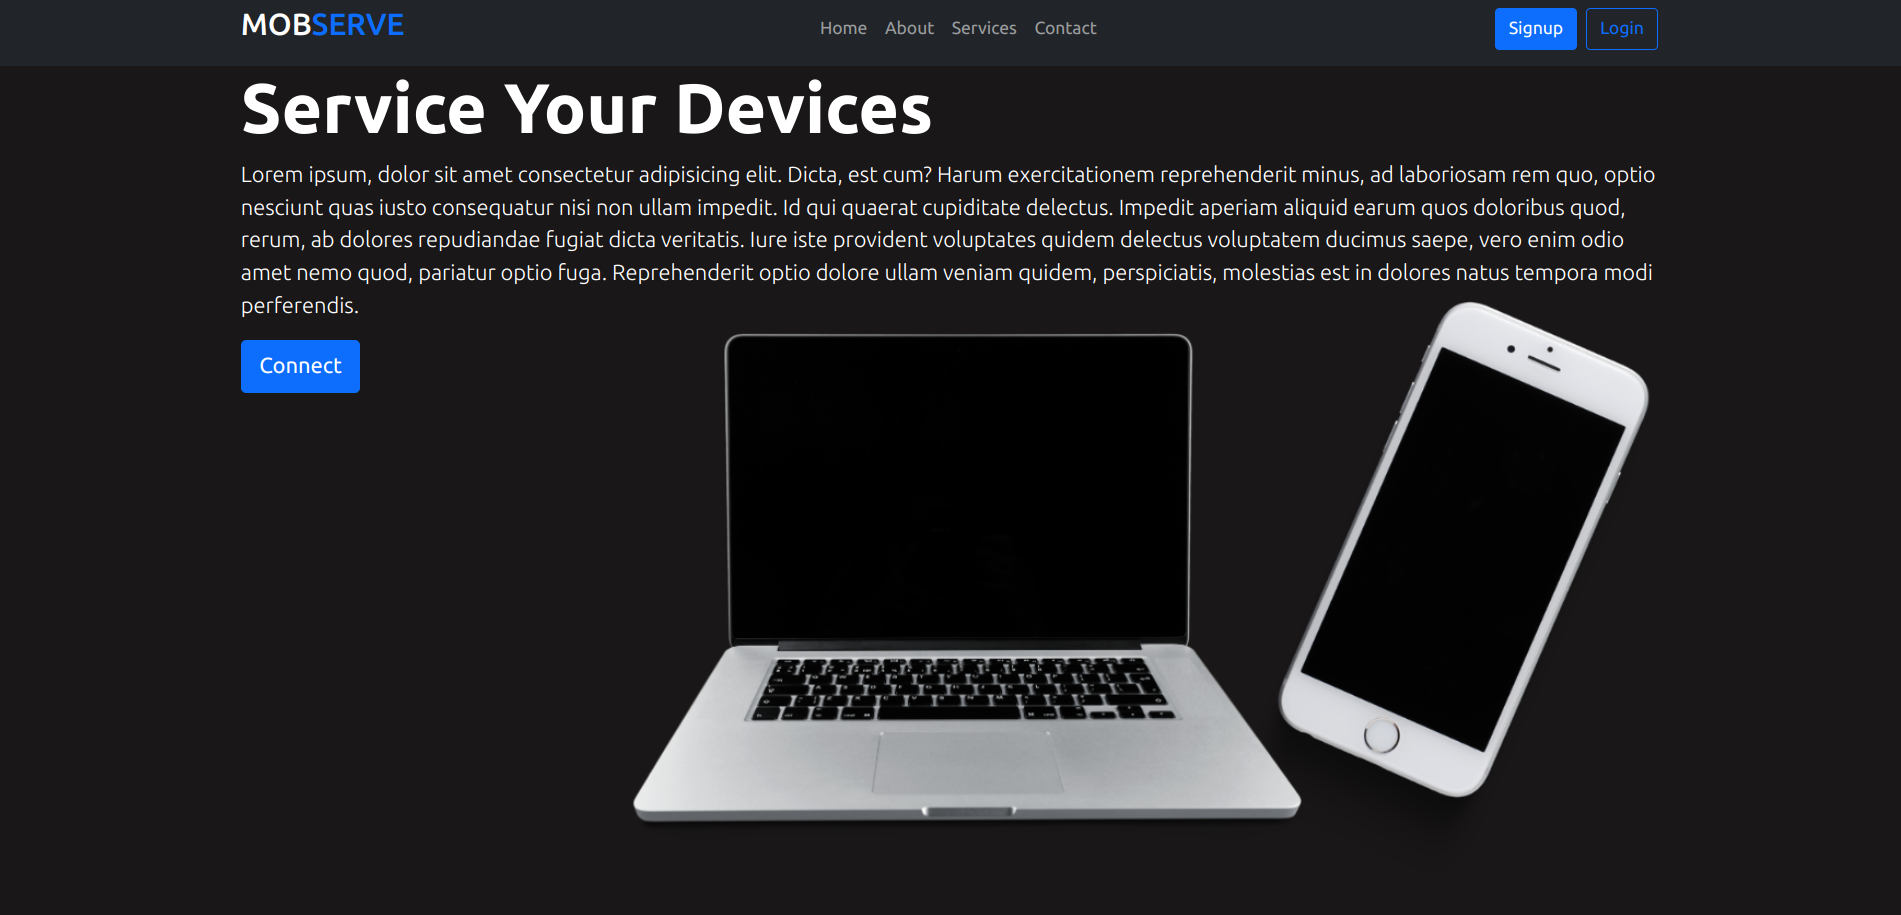 MOBSERVE
Home About Services Contact
Signup Login
Service Your Devices
Lorem ipsum, dolor sit amet consectetur adipisicing elit. Dicta, est cum? Harum exercitationem reprehenderit minus, ad laboriosam rem quo, optio
nesciunt quas iusto consequatur nisi non ullam impedit. Id qui quaerat cupiditate delectus. Impedit aperiam aliquid earum quos doloribus quod,
rerum, ab dolores repudiandae fugiat dicta veritatis. Iure iste provident voluptates quidem delectus voluptatem ducimus saepe, vero enim odio
amet nemo quod, pariatur optio fuga. Reprehenderit optio dolore ullam veniam quidem, perspiciatis, molestias est in dolores natus tempora modi
perferendis.
Connect